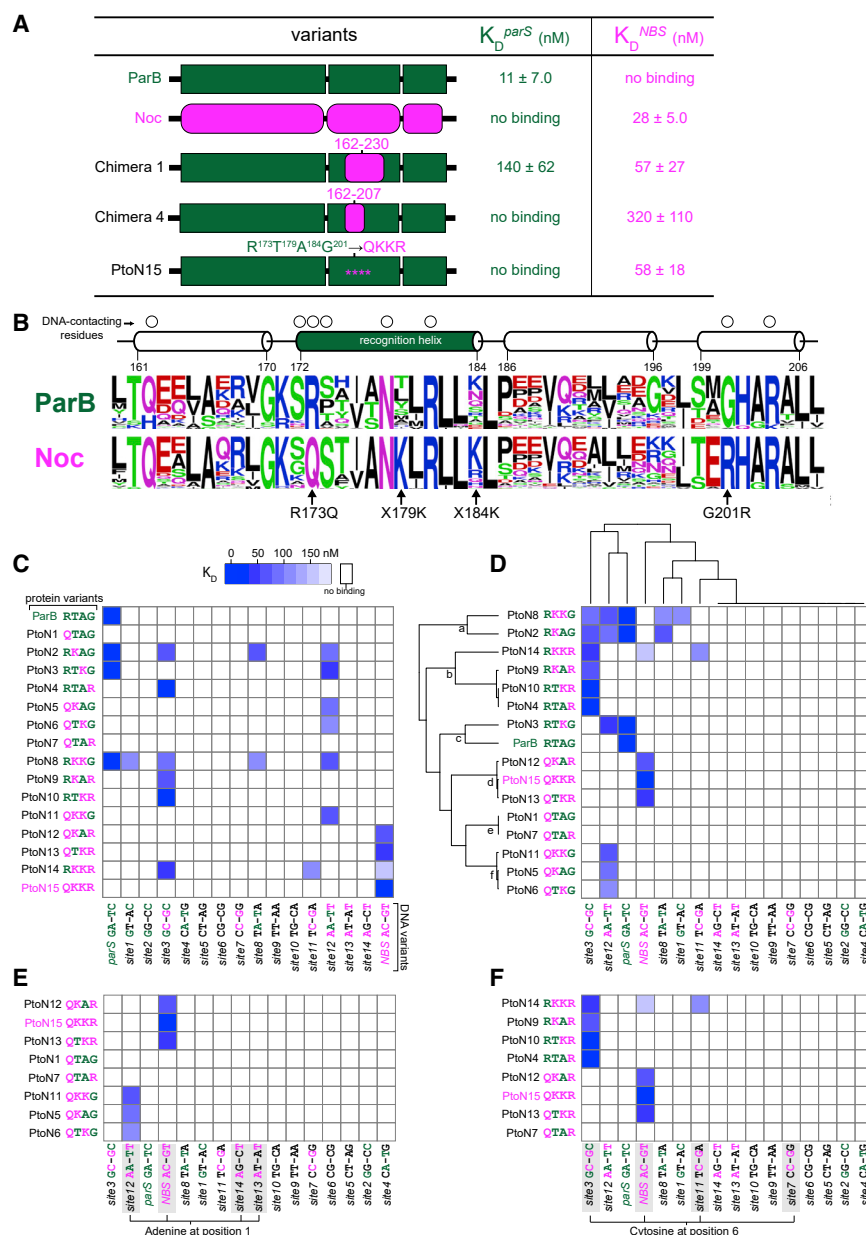 A
variants K_D^parS (nM) K_D^NBS (nM)
ParB 11 ± 7.0 no binding
Noc no binding 28 ± 5.0
162-230
Chimera 1 140 ± 62 57 ± 27
162-207
Chimera 4 no binding 320 ± 110
R173T179A184G201→QKKR
PtoN15 **** no binding 58 ± 18
B
DNA-contacting residues
recognition helix
161 170 172 184 186 196 199 206
ParB
Noc
R173Q X179K X184K G201R
C
K_D 0 50 100 150 nM
no binding
protein variants
ParB RTAG
PtoN1 QTAG
PtoN2 RKAG
PtoN3 RTKG
PtoN4 RTAR
PtoN5 QKAG
PtoN6 QTKG
PtoN7 QTAR
PtoN8 RKKG
PtoN9 RKAR
PtoN10 RTKR
PtoN11 QKKG
PtoN12 QKAR
PtoN13 QTKR
PtoN14 RKKR
PtoN15 QKKR
parS GA-TC
site1 GT-AC
site2 GG-CC
site3 GC-GC
site4 CA-TG
site5 CT-AG
site6 CG-CG
site7 CC-GG
site8 TA-TA
site9 TT-AA
site10 TG-CA
site11 TC-GA
site12 AA-TT
site13 AT-AT
site14 AG-CT
NBS AC-GT
DNA variants
D
a
b
c
d
e
f
PtoN8 RKKG
PtoN2 RKAG
PtoN14 RKKR
PtoN9 RKAR
PtoN10 RTKR
PtoN4 RTAR
PtoN3 RTKG
ParB RTAG
PtoN12 QKAR
PtoN15 QKKR
PtoN13 QTKR
PtoN1 QTAG
PtoN7 QTAR
PtoN11 QKKG
PtoN5 QKAG
PtoN6 QTKG
site3 GC-GC
site12 AA-TT
parS GA-TC
NBS AC-GT
site8 TA-TA
site1 GT-AC
site11 TC-GA
site14 AG-CT
site13 AT-AT
site10 TG-CA
site9 TT-AA
site7 CC-GG
site6 CG-CG
site5 CT-AG
site2 GG-CC
site4 CA-TG
E
PtoN12 QKAR
PtoN15 QKKR
PtoN13 QTKR
PtoN1 QTAG
PtoN7 QTAR
PtoN11 QKKG
PtoN5 QKAG
PtoN6 QTKG
site3 GC-GC
site12 AA-TT
parS GA-TC
NBS AC-GT
site8 TA-TA
site1 GT-AC
site11 TC-GA
site14 AG-CT
site13 AT-AT
site10 TG-CA
site9 TT-AA
site7 CC-GG
site6 CG-CG
site5 CT-AG
site2 GG-CC
site4 CA-TG
Adenine at position 1
F
PtoN14 RKKR
PtoN9 RKAR
PtoN10 RTKR
PtoN4 RTAR
PtoN12 QKAR
PtoN15 QKKR
PtoN13 QTKR
PtoN7 QTAR
site3 GC-GC
site12 AA-TT
parS GA-TC
NBS AC-GT
site8 TA-TA
site1 GT-AC
site11 TC-GA
site14 AG-CT
site13 AT-AT
site10 TG-CA
site9 TT-AA
site7 CC-GG
site6 CG-CG
site5 CT-AG
site2 GG-CC
site4 CA-TG
Cytosine at position 6